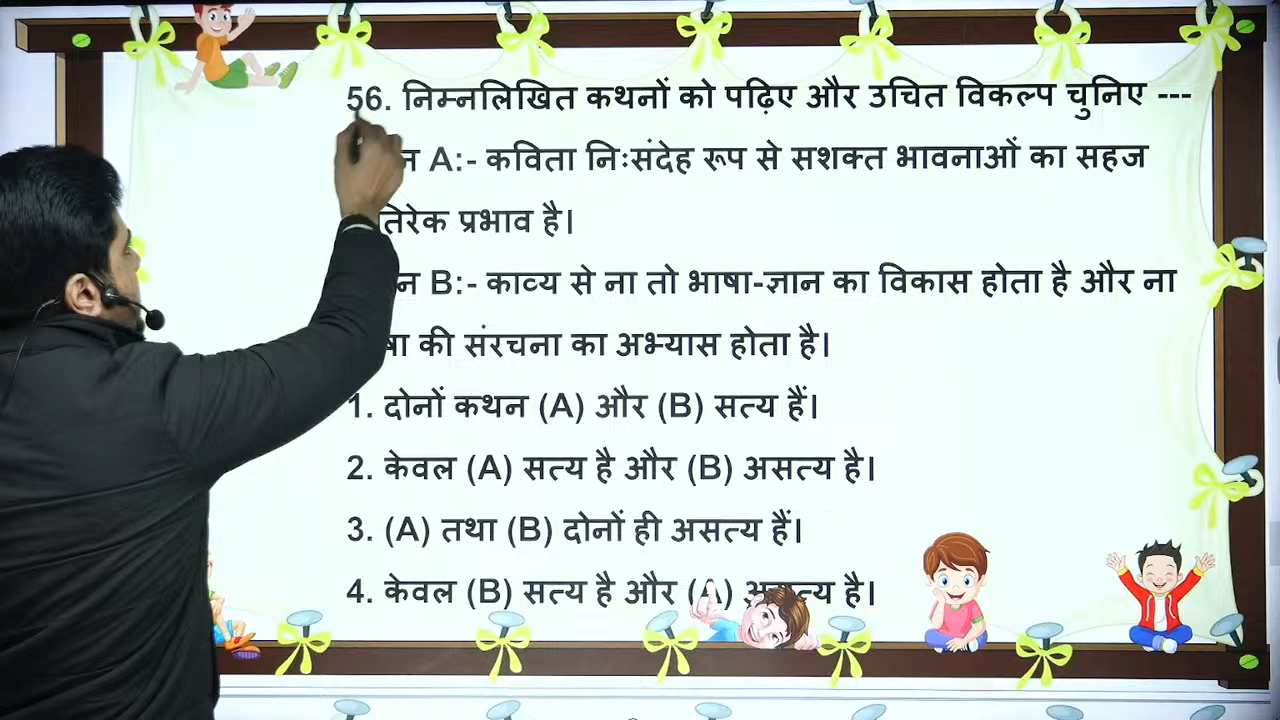 56. निम्नलिखित कथनों को पढ़िए और उचित विकल्प चुनिए ---
A:- कविता निःसंदेह रूप से सशक्त भावनाओं का सहज
प्रभाव है।
B:- काव्य से ना तो भाषा-ज्ञान का विकास होता है और ना
की संरचना का अभ्यास होता है।
1. दोनों कथन (A) और (B) सत्य हैं।
2. केवल (A) सत्य है और (B) असत्य है।
3. (A) तथा (B) दोनों ही असत्य हैं।
4. केवल (B) सत्य है और (A) असत्य है।